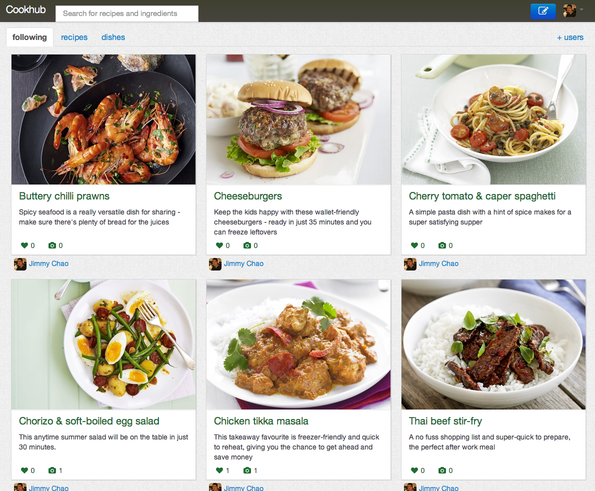 Cookhub
Search for recipes and ingredients
following recipes dishes + users
Buttery chilli prawns
Spicy seafood is a really versatile dish for sharing -
make sure there's plenty of bread for the juices
0 0
Jimmy Chao
Cheeseburgers
Keep the kids happy with these wallet-friendly
cheeseburgers - ready in just 35 minutes and you
can freeze leftovers
0 0
Jimmy Chao
Cherry tomato & caper spaghetti
A simple pasta dish with a hint of spice makes for a
super satisfying supper
0 0
Jimmy Chao
Chorizo & soft-boiled egg salad
This anytime summer salad will be on the table in just
30 minutes.
0 1
Jimmy Chao
Chicken tikka masala
This takeaway favourite is freezer-friendly and quick
to reheat, giving you the chance to get ahead and
save money
1 1
Jimmy Chao
Thai beef stir-fry
A no fuss shopping list and super-quick to prepare,
the perfect after work meal
0 0
Jimmy Chao